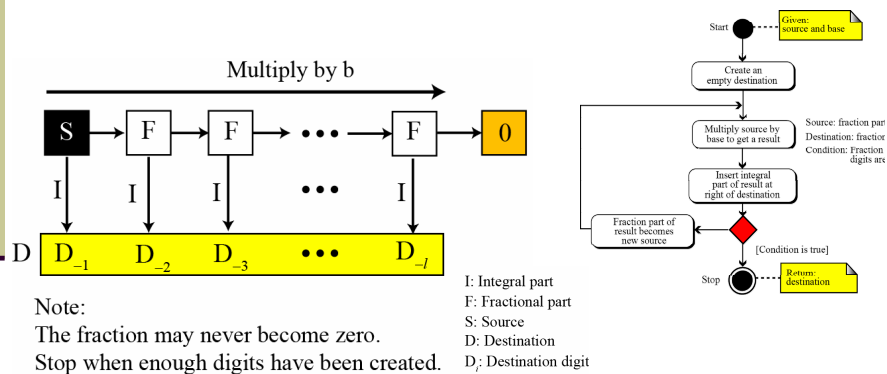 Multiply by b
S F F ••• F 0
I I I ••• I
D D₋₁ D₋₂ D₋₃ ••• D₋ₗ
Note:
The fraction may never become zero.
Stop when enough digits have been created.
I: Integral part
F: Fractional part
S: Source
D: Destination
Dᵢ: Destination digit
Start
Given:
source and base
Create an
empty destination
Multiply source by
base to get a result
Source: fraction part
Destination: fraction
Condition: Fraction
digits are
Insert integral
part of result at
right of destination
Fraction part of
result becomes
new source
[Condition is true]
Stop
Return:
destination